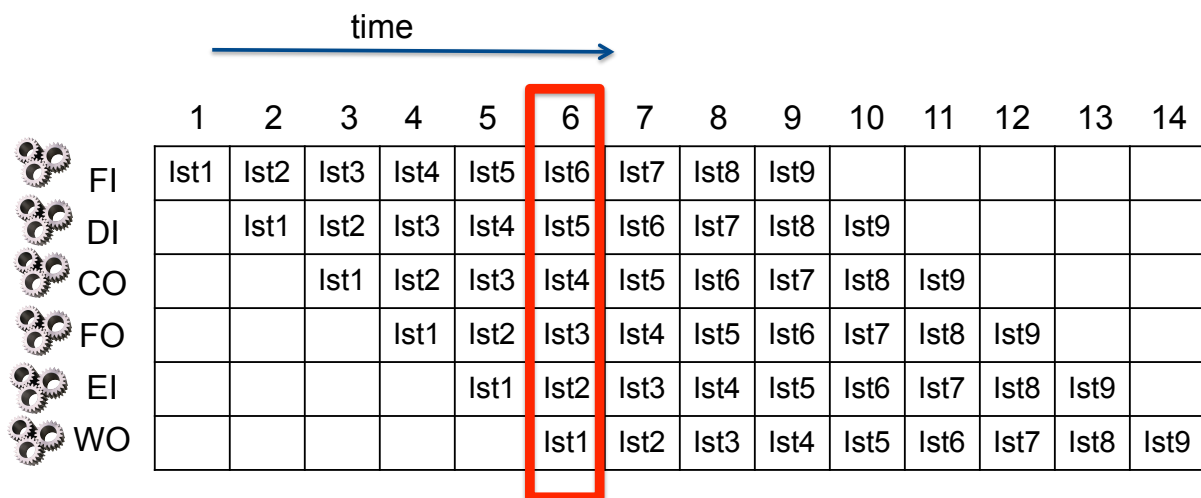 time
1 2 3 4 5 6 7 8 9 10 11 12 13 14
FI Ist1 Ist2 Ist3 Ist4 Ist5 Ist6 Ist7 Ist8 Ist9
DI Ist1 Ist2 Ist3 Ist4 Ist5 Ist6 Ist7 Ist8 Ist9
CO Ist1 Ist2 Ist3 Ist4 Ist5 Ist6 Ist7 Ist8 Ist9
FO Ist1 Ist2 Ist3 Ist4 Ist5 Ist6 Ist7 Ist8 Ist9
EI Ist1 Ist2 Ist3 Ist4 Ist5 Ist6 Ist7 Ist8 Ist9
WO Ist1 Ist2 Ist3 Ist4 Ist5 Ist6 Ist7 Ist8 Ist9